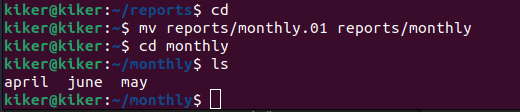 kiker@kiker:~/reports$ cd
kiker@kiker:~$ mv reports/monthly.01 reports/monthly
kiker@kiker:~$ cd monthly
kiker@kiker:~/monthly$ ls
april  june  may
kiker@kiker:~/monthly$